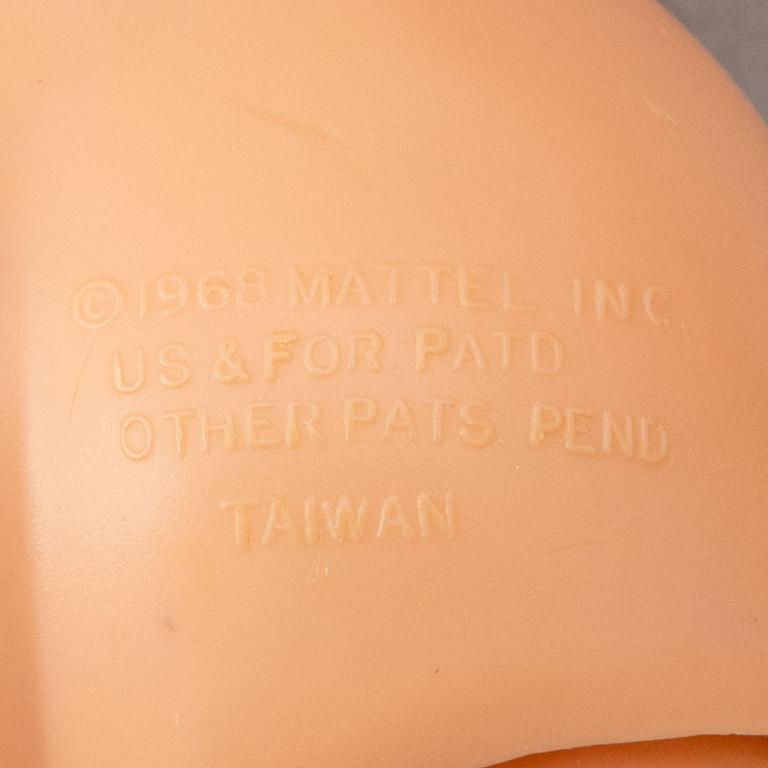 ©1968 MATTEL. INC.
US & FOR. PATD
OTHER PATS. PEND
TAIWAN